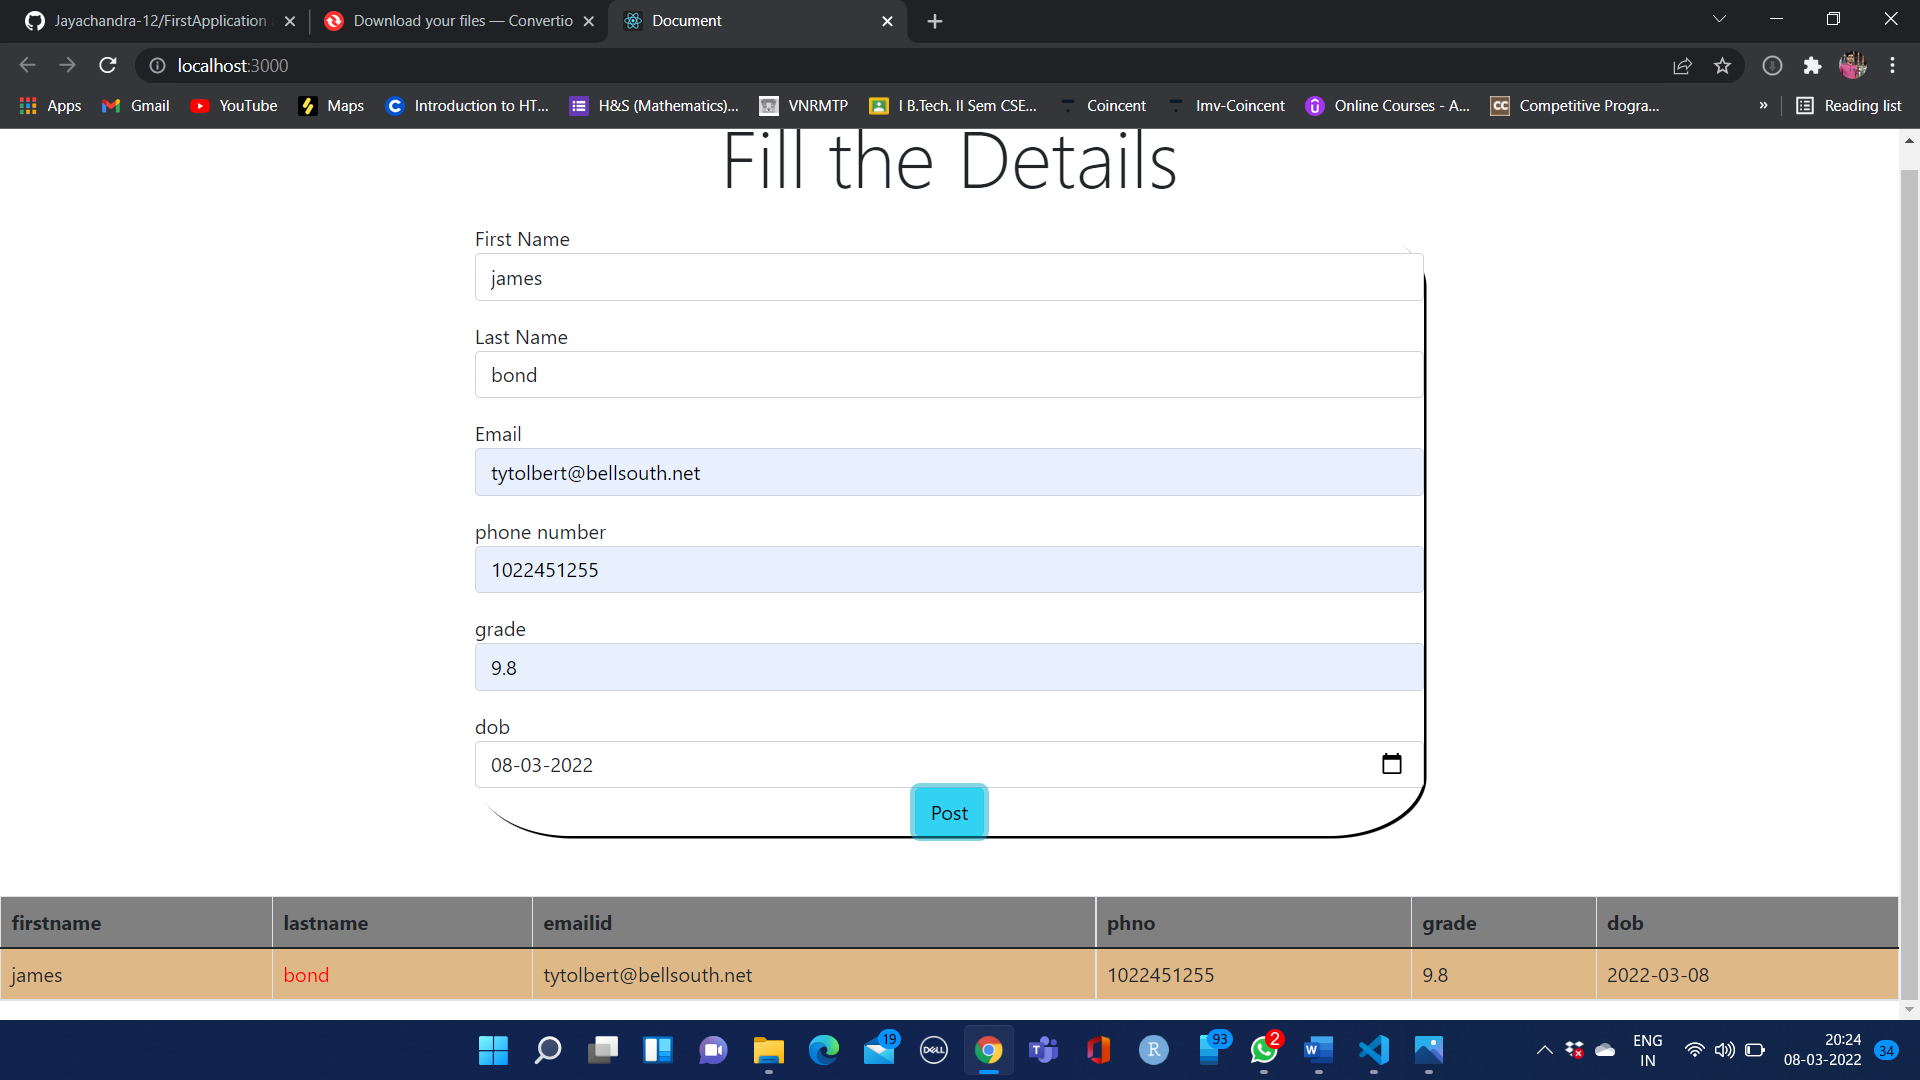 Jayachandra-12/FirstApplication
Download your files — Convertio
Document
localhost:3000
Apps
Gmail
YouTube
Maps
Introduction to HT...
H&S (Mathematics)...
VNRMTP
I B.Tech. II Sem CSE...
Coincent
Imv-Coincent
Online Courses - A...
CC
Competitive Progra...
»
Reading list
Fill the Details
First Name
james
Last Name
bond
Email
tytolbert@bellsouth.net
phone number
1022451255
grade
9.8
dob
08-03-2022
Post
firstname lastname emailid phno grade dob
james bond tytolbert@bellsouth.net 1022451255 9.8 2022-03-08
19
DELL
R
93
2
W
ENG
IN
20:24
08-03-2022
34